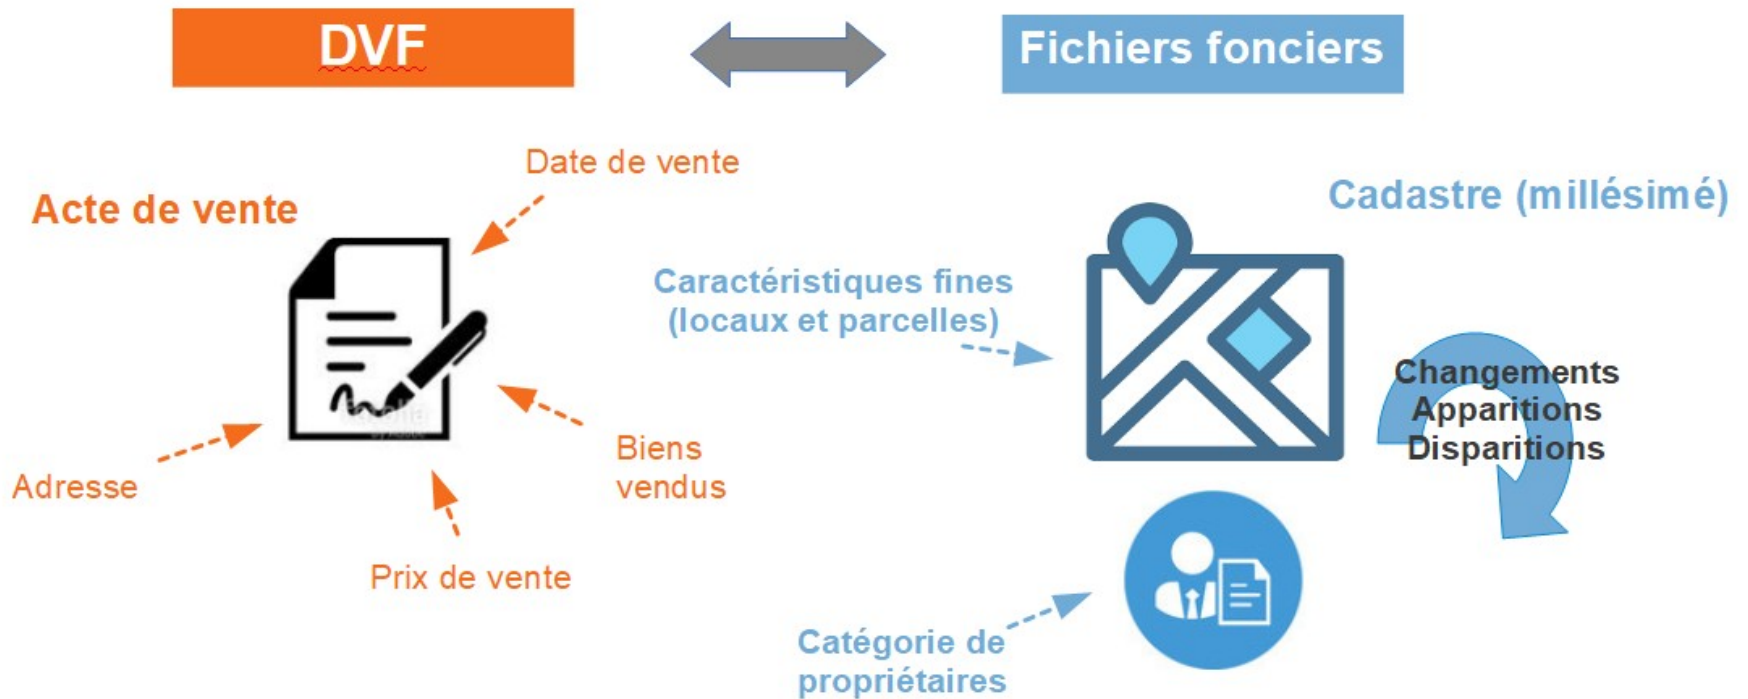 DVF
Fichiers fonciers
Date de vente
Acte de vente
Cadastre (millésimé)
Caractéristiques fines
(locaux et parcelles)
Changements
Apparitions
Disparitions
Biens
vendus
Adresse
Prix de vente
Catégorie de
propriétaires